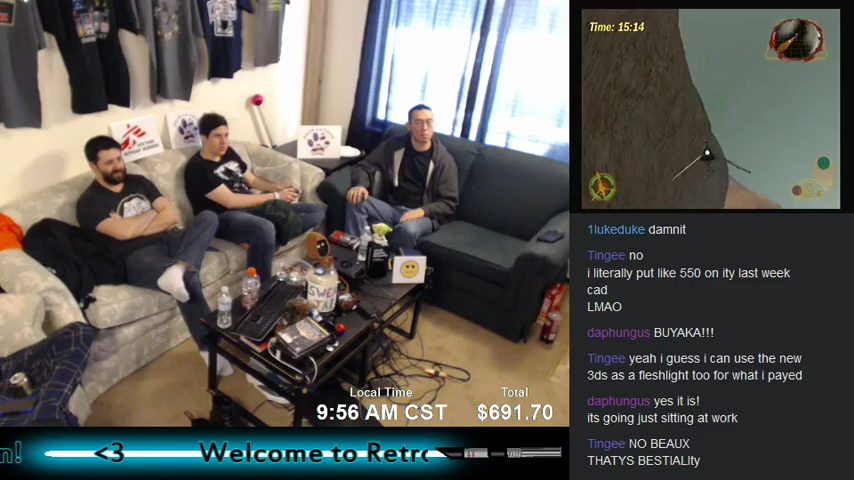 Time: 15:14
SWEAR
JAR
1lukeduke damnit
Tingee no
i literally put like 550 on ity last week
cad
LMAO
daphungus BUYAKA!!!
Tingee yeah i guess i can use the new
3ds as a fleshlight too for what i payed
daphungus yes it is!
its going just sitting at work
Tingee NO BEAUX
THATYS BESTIALIty
Local Time
9:56 AM CST
Total
$691.70
n!
<3
Welcome to Retro